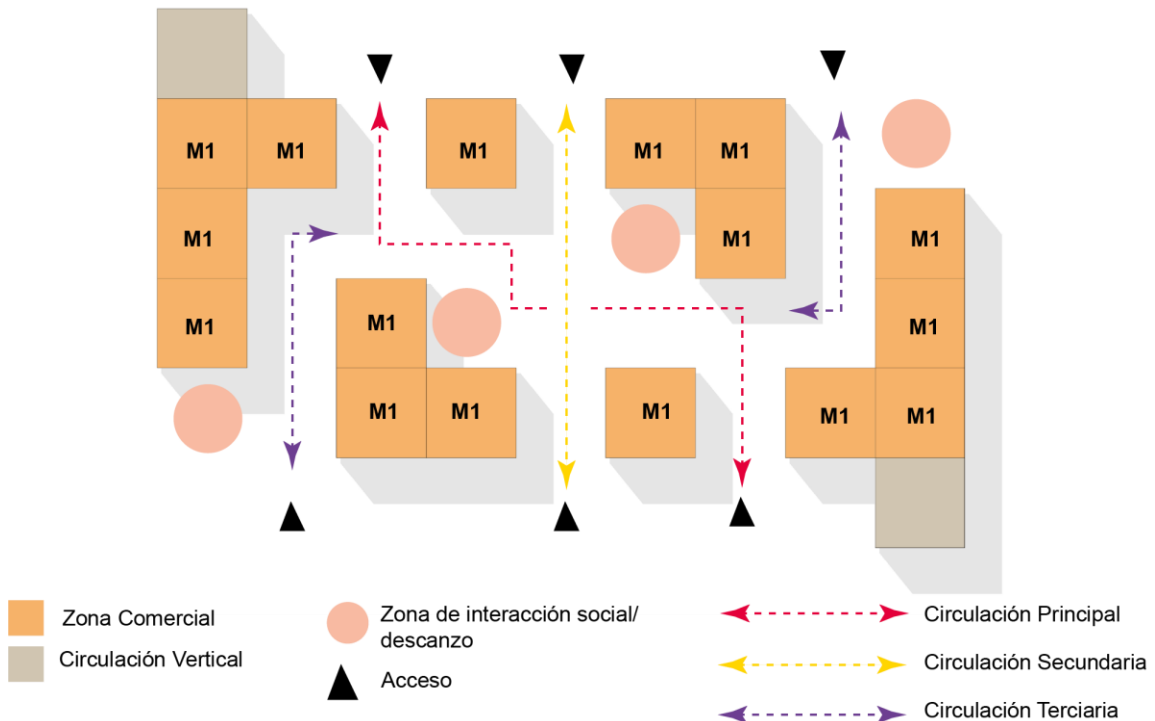 M1 M1 M1 M1 M1
M1 M1 M1
M1 M1 M1
M1 M1 M1 M1 M1
Zona Comercial
Circulación Vertical
Zona de interacción social/
descanzo
Acceso
Circulación Principal
Circulación Secundaria
Circulación Terciaria